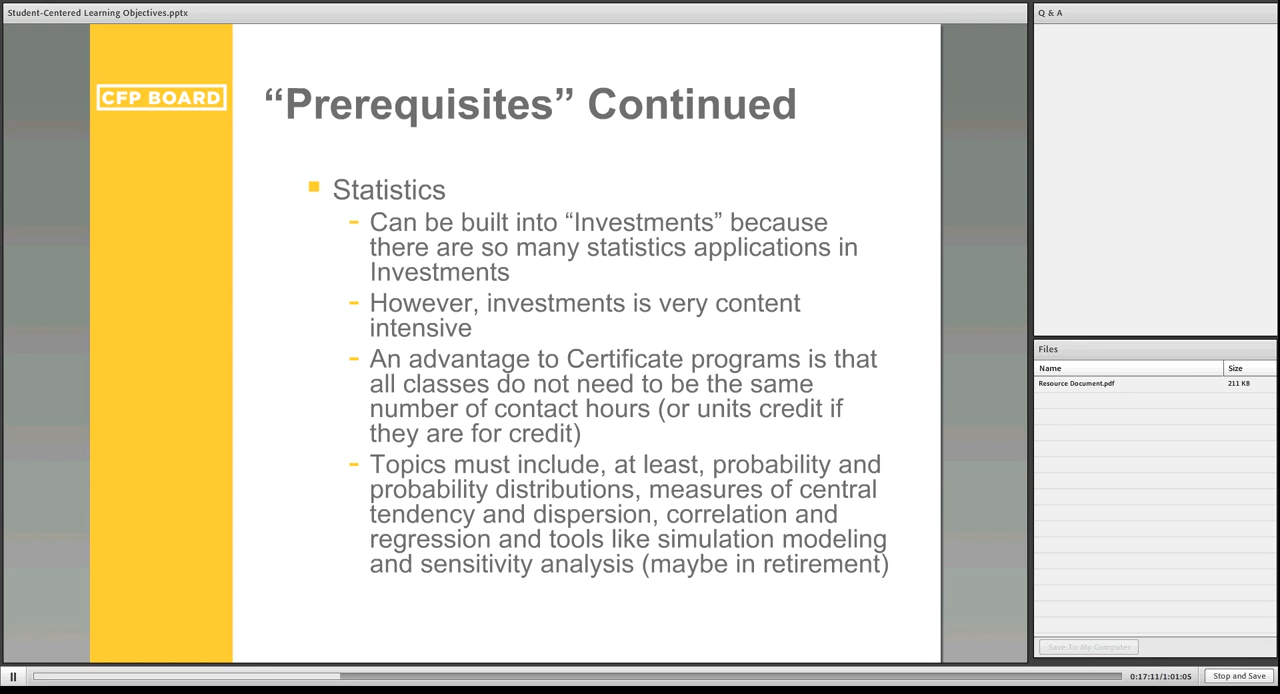 Student-Centered Learning Objectives.pptx
CFP BOARD
“Prerequisites” Continued
Statistics
- Can be built into “Investments” because
there are so many statistics applications in
Investments
- However, investments is very content
intensive
- An advantage to Certificate programs is that
all classes do not need to be the same
number of contact hours (or units credit if
they are for credit)
- Topics must include, at least, probability and
probability distributions, measures of central
tendency and dispersion, correlation and
regression and tools like simulation modeling
and sensitivity analysis (maybe in retirement)
Q & A
Files
Name Size
Resource Document.pdf 211 KB
Save To My Computer
0:17:11/1:01:05 Stop and Save